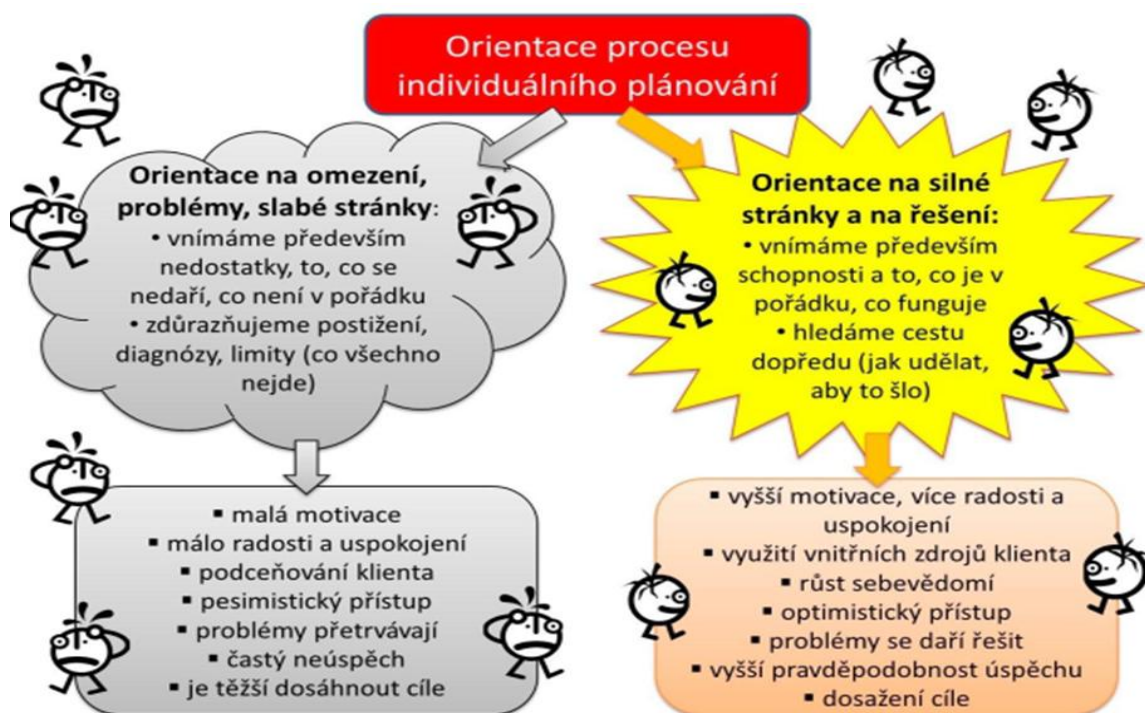 Orientace procesu
individuálního plánování
Orientace na omezení,
problémy, slabé stránky:
• vnímáme především
nedostatky, to, co se
nedaří, co není v pořádku
• zdůrazňujeme postižení,
diagnózy, limity (co všechno
nejde)
Orientace na silné
stránky a na řešení:
• vnímáme především
schopnosti a to, co je v
pořádku, co funguje
• hledáme cestu
dopředu (jak udělat,
aby to šlo)
▪ malá motivace
▪ málo radosti a uspokojení
▪ podceňování klienta
▪ pesimistický přístup
▪ problémy přetrvávají
▪ častý neúspěch
▪ je těžší dosáhnout cíle
▪ vyšší motivace, více radosti a
uspokojení
▪ využití vnitřních zdrojů klienta
▪ růst sebevědomí
▪ optimistický přístup
▪ problémy se daří řešit
▪ vyšší pravděpodobnost úspěchu
▪ dosažení cíle